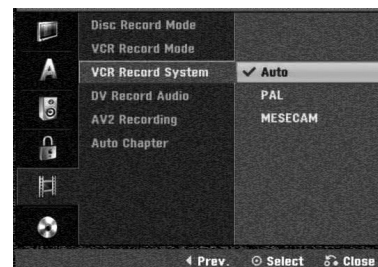 Disc Record Mode
VCR Record Mode
VCR Record System
✓ Auto
DV Record Audio
PAL
AV2 Recording
MESECAM
Auto Chapter
A
Prev. Select Close